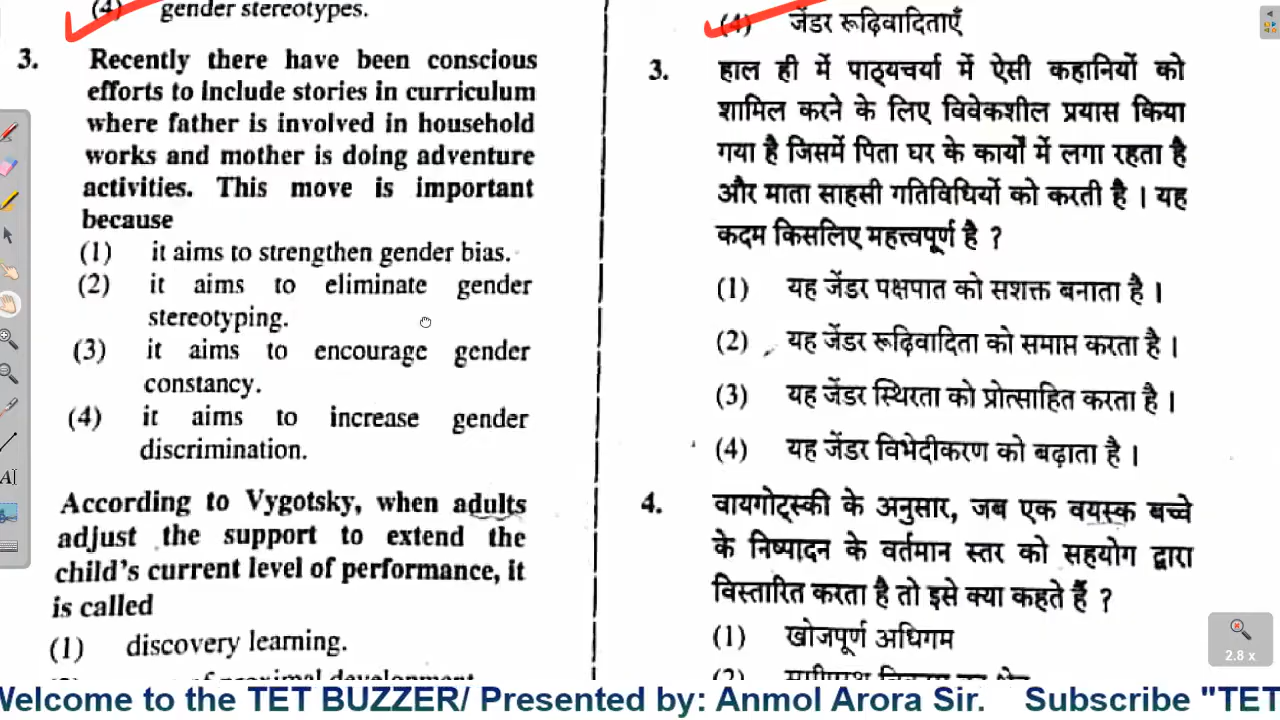 (4) gender stereotypes.
3. Recently there have been conscious
efforts to include stories in curriculum
where father is involved in household
works and mother is doing adventure
activities. This move is important
because
(1) it aims to strengthen gender bias.
(2) it aims to eliminate gender
stereotyping.
(3) it aims to encourage gender
constancy.
(4) it aims to increase gender
discrimination.
According to Vygotsky, when adults
adjust the support to extend the
child's current level of performance, it
is called
(1) discovery learning.
of proximal development
(4) जेंडर रूढ़िवादिताएँ
3. हाल ही में पाठ्यचर्या में ऐसी कहानियों को
शामिल करने के लिए विवेकशील प्रयास किया
गया है जिसमें पिता घर के कार्यों में लगा रहता है
और माता साहसी गतिविधियों को करती है । यह
कदम किसलिए महत्त्वपूर्ण है ?
(1) यह जेंडर पक्षपात को सशक्त बनाता है ।
(2) यह जेंडर रूढ़िवादिता को समाप्त करता है ।
(3) यह जेंडर स्थिरता को प्रोत्साहित करता है ।
(4) यह जेंडर विभेदीकरण को बढ़ाता है ।
4. वायगोट्स्की के अनुसार, जब एक वयस्क बच्चे
के निष्पादन के वर्तमान स्तर को सहयोग द्वारा
विस्तारित करता है तो इसे क्या कहते हैं ?
(1) खोजपूर्ण अधिगम
A
2.8 x
Welcome to the TET BUZZER/ Presented by: Anmol Arora Sir. Subscribe "TET